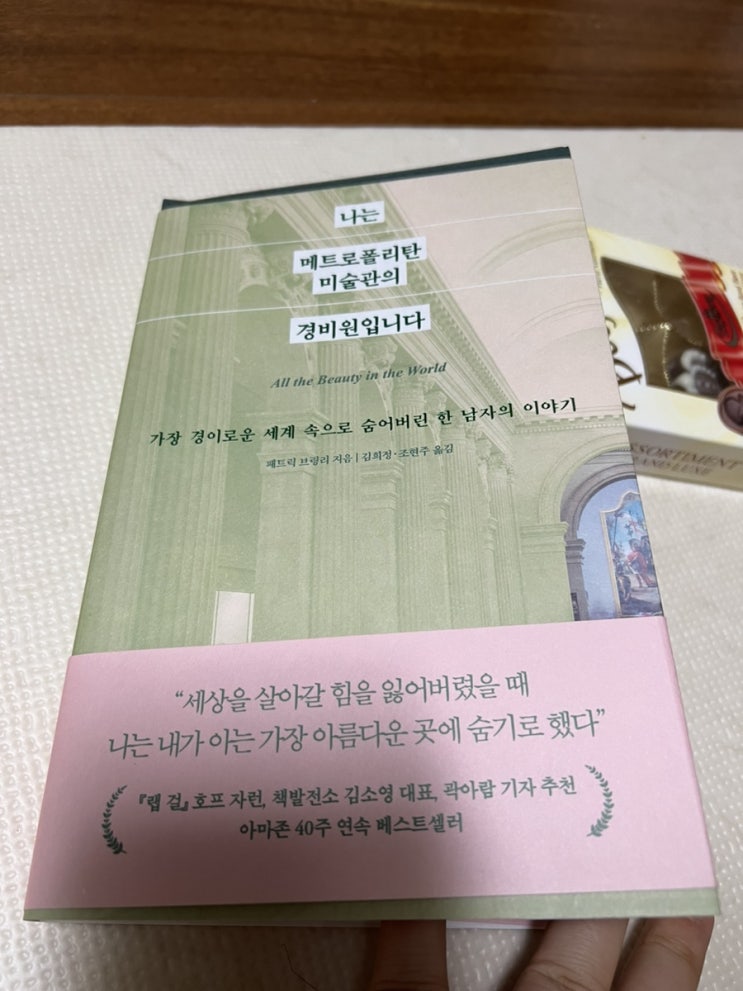 나는
메트로폴리탄
미술관의
경비원입니다
All the Beauty in the World
가장 경이로운 세계 속으로 숨어버린 한 남자의 이야기
패트릭 브링리 지음 | 김희정·조현주 옮김
“세상을 살아갈 힘을 잃어버렸을 때
나는 내가 아는 가장 아름다운 곳에 숨기로 했다”
『랩 걸』 호프 자런, 책발전소 김소영 대표, 곽아람 기자 추천
아마존 40주 연속 베스트셀러